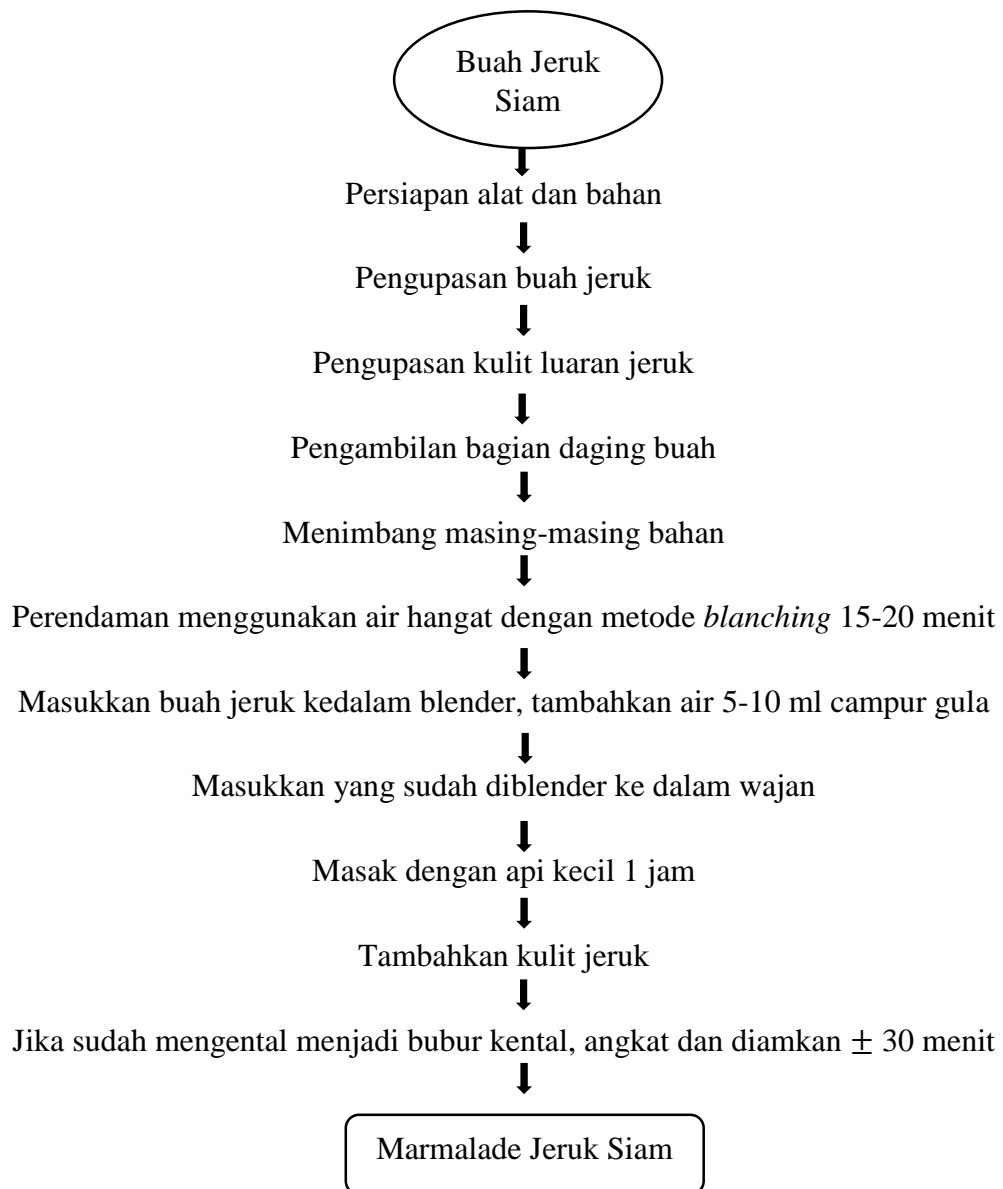 Buah Jeruk
Siam
Persiapan alat dan bahan
Pengupasan buah jeruk
Pengupasan kulit luaran jeruk
Pengambilan bagian daging buah
Menimbang masing-masing bahan
Perendaman menggunakan air hangat dengan metode blanching 15-20 menit
Masukkan buah jeruk kedalam blender, tambahkan air 5-10 ml campur gula
Masukkan yang sudah diblender ke dalam wajan
Masak dengan api kecil 1 jam
Tambahkan kulit jeruk
Jika sudah mengental menjadi bubur kental, angkat dan diamkan ± 30 menit
Marmalade Jeruk Siam